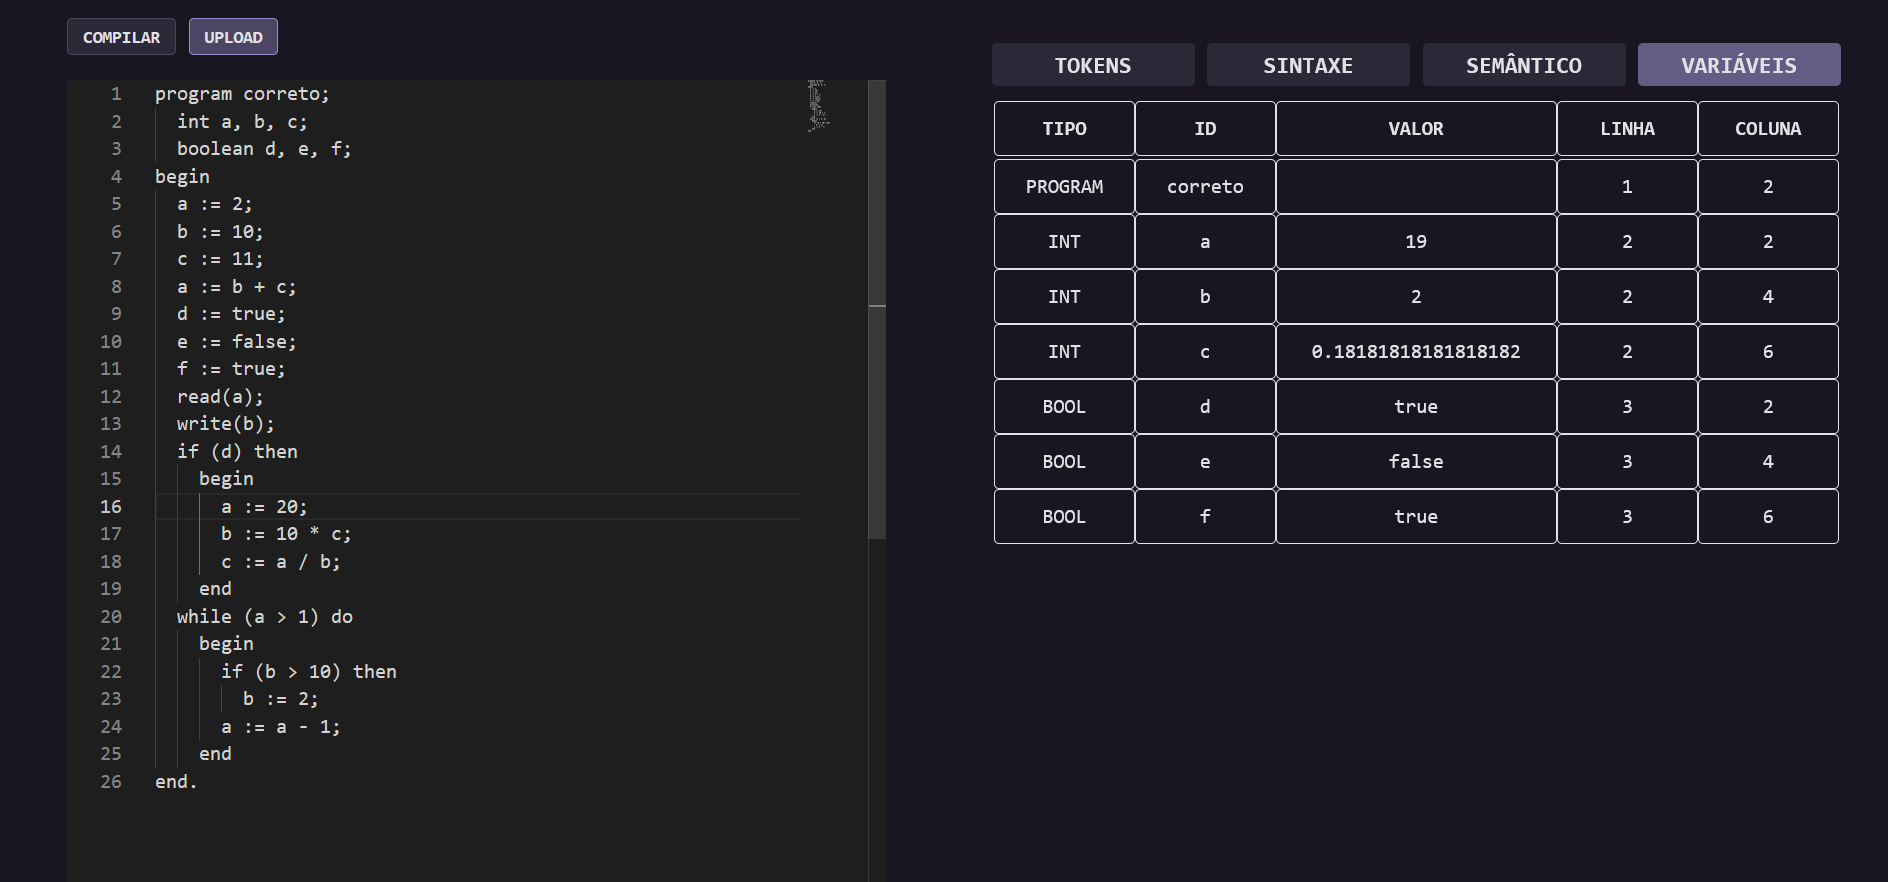 COMPILAR UPLOAD
1 program correto;
2 int a, b, c;
3 boolean d, e, f;
4 begin
5 a := 2;
6 b := 10;
7 c := 11;
8 a := b + c;
9 d := true;
10 e := false;
11 f := true;
12 read(a);
13 write(b);
14 if (d) then
15 begin
16 a := 20;
17 b := 10 * c;
18 c := a / b;
19 end
20 while (a > 1) do
21 begin
22 if (b > 10) then
23 b := 2;
24 a := a - 1;
25 end
26 end.
TOKENS SINTAXE SEMÂNTICO VARIÁVEIS
TIPO ID VALOR LINHA COLUNA
PROGRAM correto 1 2
INT a 19 2 2
INT b 2 2 4
INT c 0.18181818181818182 2 6
BOOL d true 3 2
BOOL e false 3 4
BOOL f true 3 6